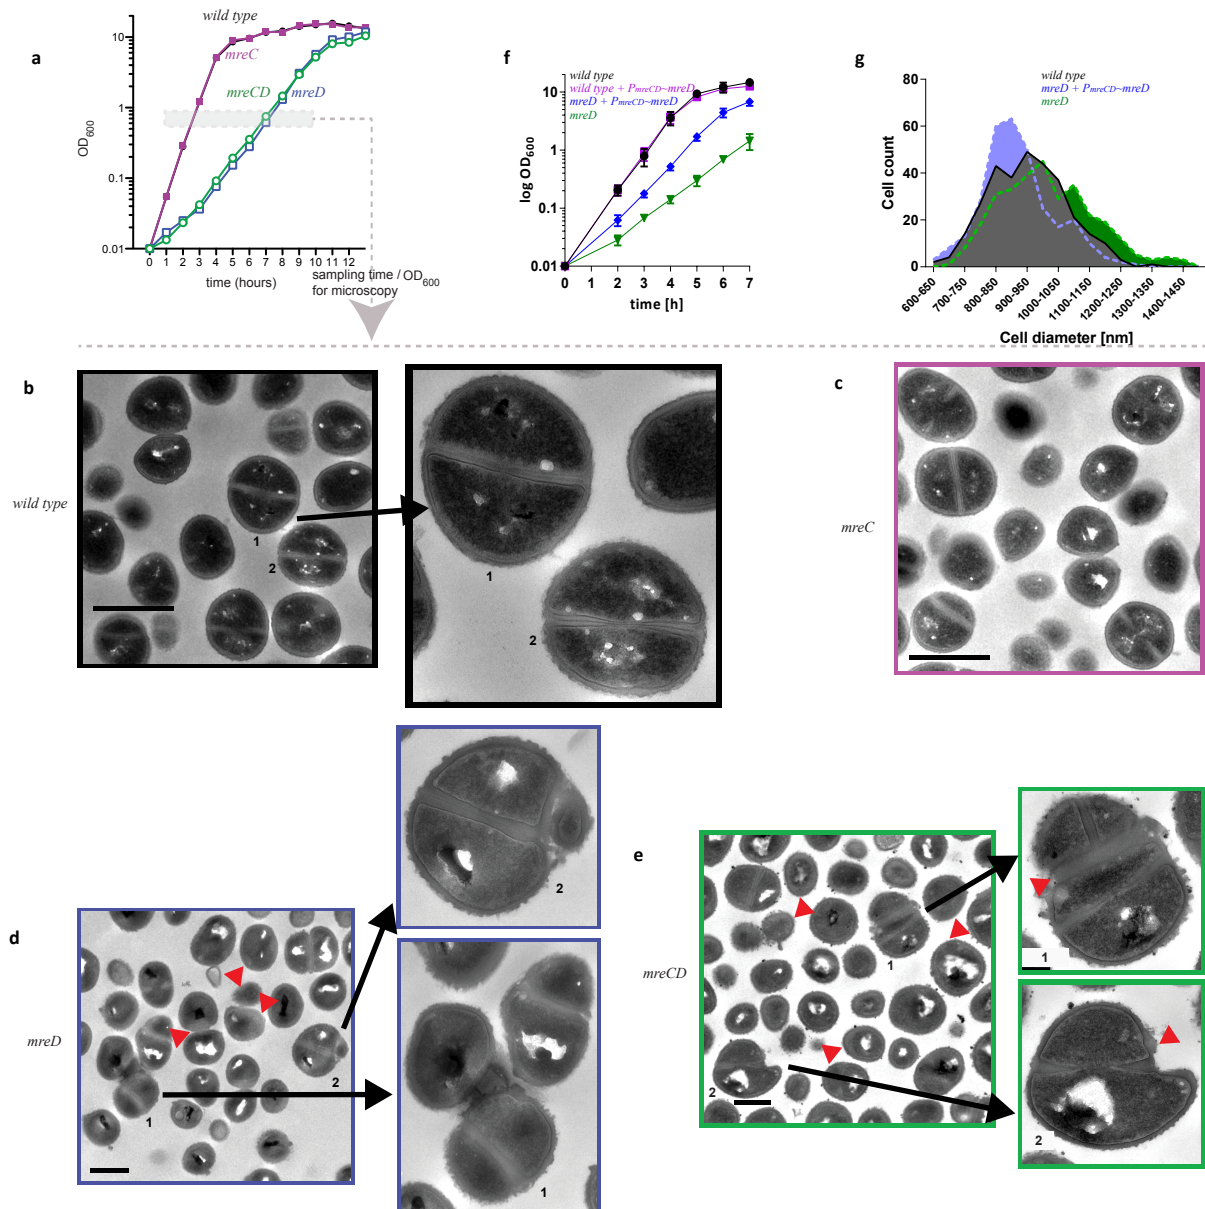 a
wild type
mreC
mreCD
mreD
10
1
0.1
0.01
OD600
0 1 2 3 4 5 6 7 8 9 10 11 12
time (hours)
sampling time / OD600
for microscopy
f
wild type
wild type + PmreCD~mreD
mreD + PmreCD~mreD
mreD
10
1
0.1
0.01
log OD600
0 1 2 3 4 5 6 7
time [h]
g
wild type
mreD + PmreCD~mreD
mreD
80
60
40
20
0
Cell count
600-650
700-750
800-850
900-950
1000-1050
1100-1150
1200-1250
1300-1350
1400-1450
Cell diameter [nm]
b
wild type
1
2
1
2
c
mreC
d
mreD
1
2
2
1
e
mreCD
1
2
1
2